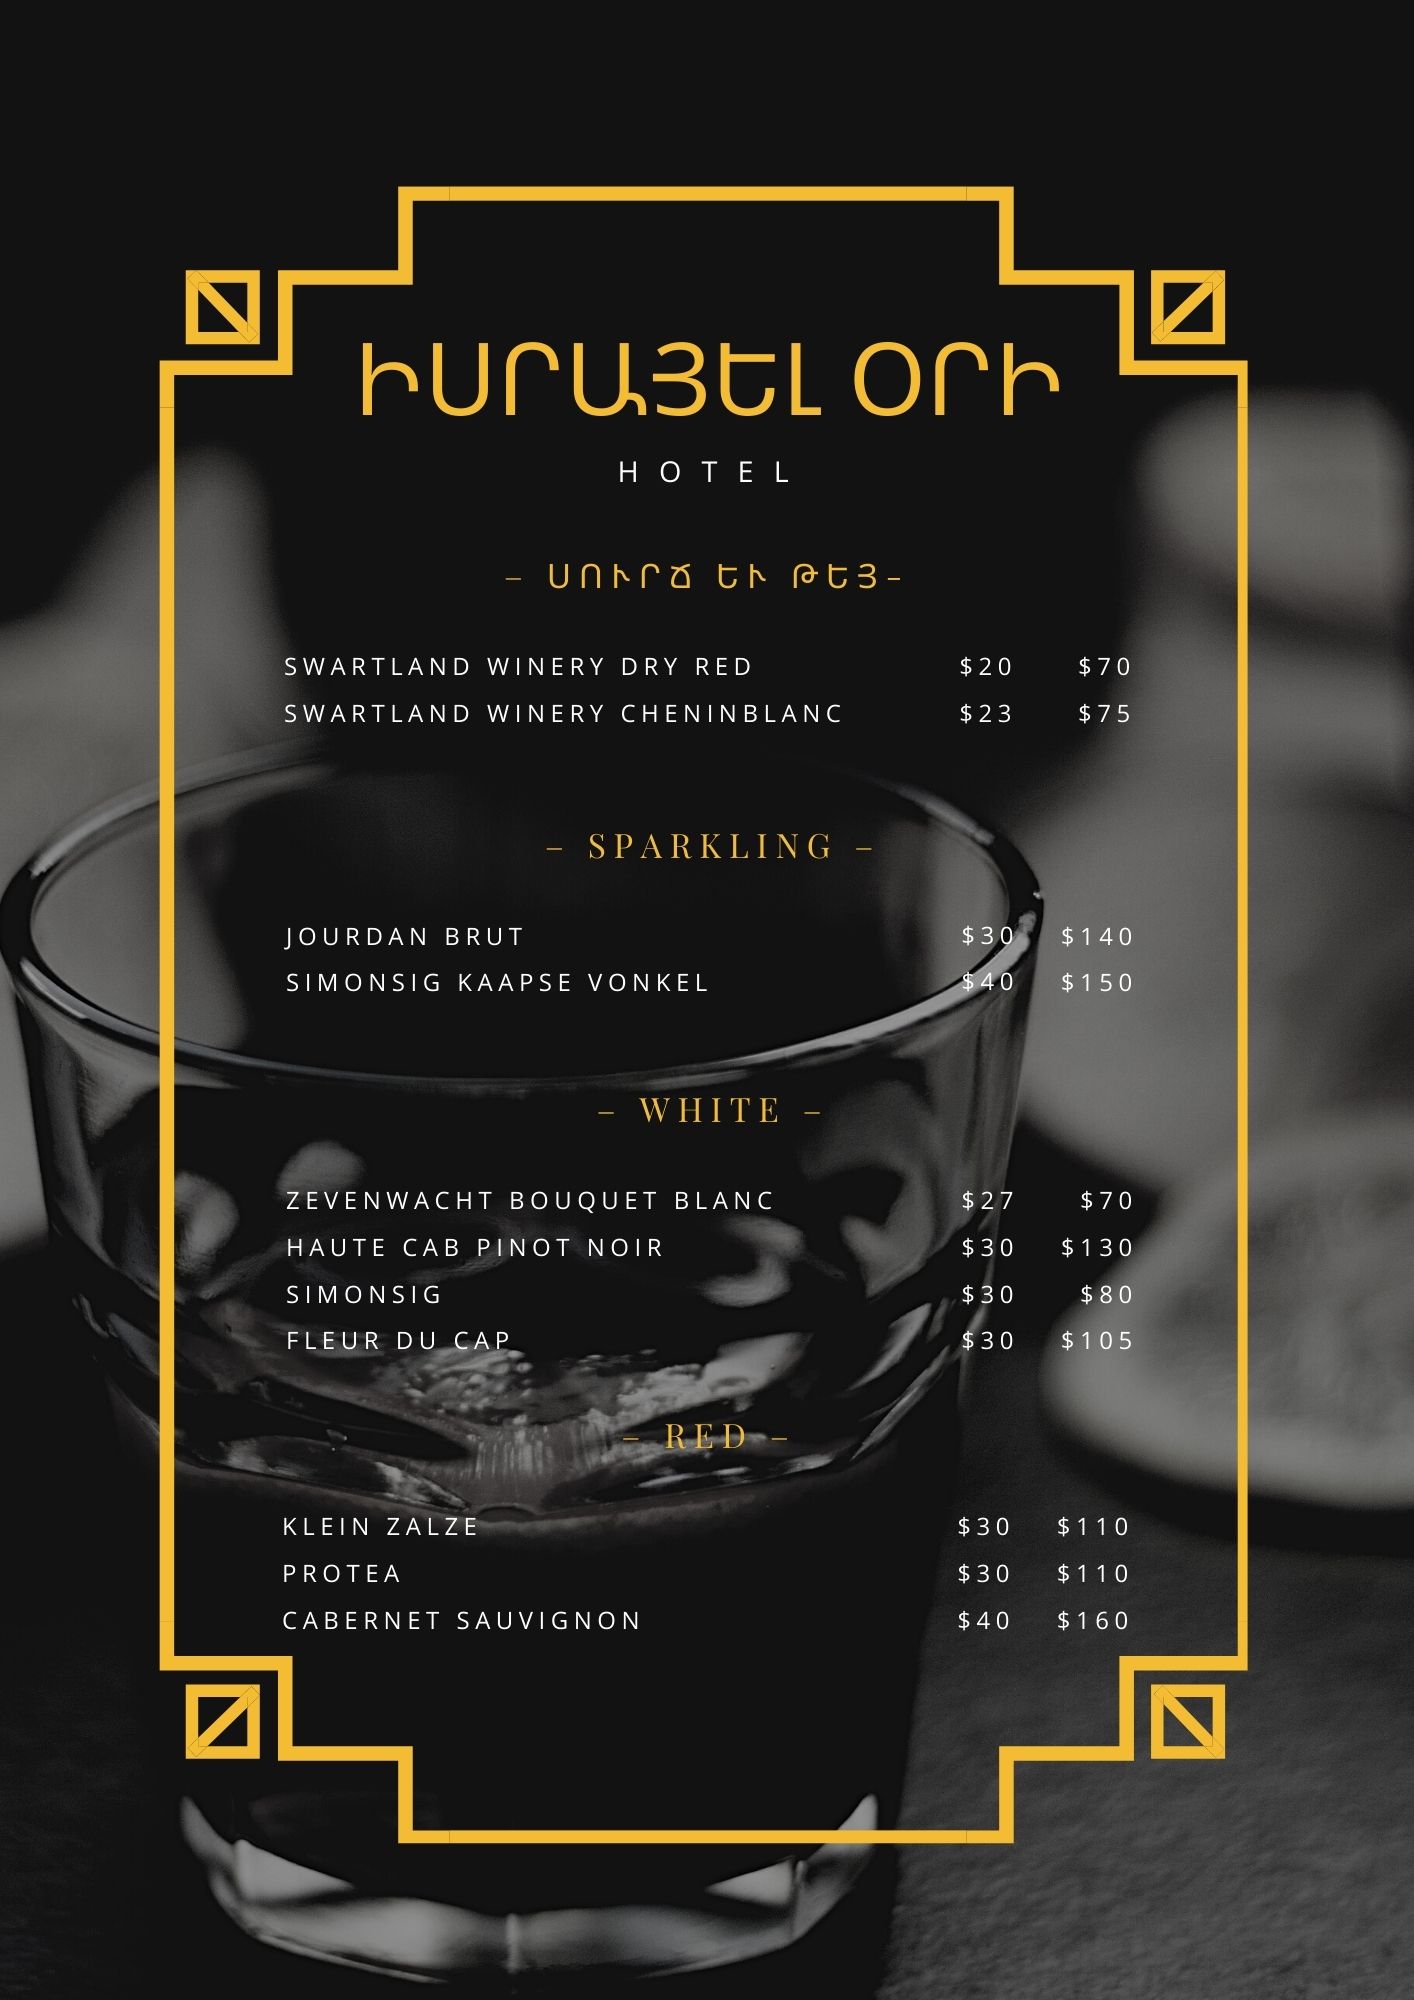 ԻՍՐԱՅԵԼ ՕՐԻ
HOTEL
– ՍՈՒՐՃ ԵՒ ԹԵՅ–
SWARTLAND WINERY DRY RED $20 $70
SWARTLAND WINERY CHENINBLANC $23 $75
– SPARKLING –
JOURDAN BRUT $30 $140
SIMONSIG KAAPSE VONKEL $40 $150
– WHITE –
ZEVENWACHT BOUQUET BLANC $27 $70
HAUTE CAB PINOT NOIR $30 $130
SIMONSIG $30 $80
FLEUR DU CAP $30 $105
– RED –
KLEIN ZALZE $30 $110
PROTEA $30 $110
CABERNET SAUVIGNON $40 $160